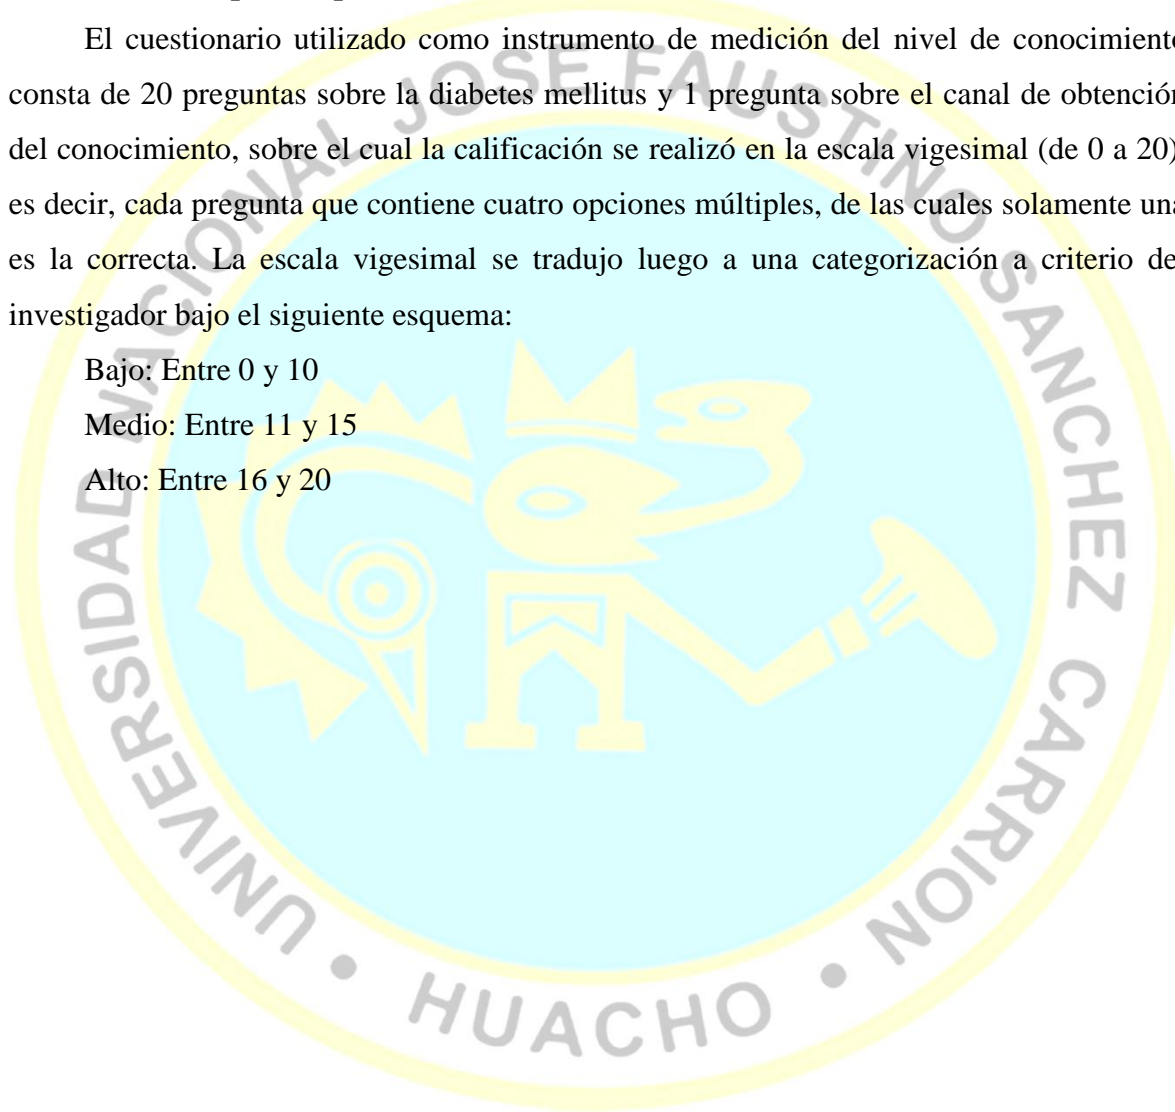 El cuestionario utilizado como instrumento de medición del nivel de conocimiento
consta de 20 preguntas sobre la diabetes mellitus y 1 pregunta sobre el canal de obtención
del conocimiento, sobre el cual la calificación se realizó en la escala vigesimal (de 0 a 20)
es decir, cada pregunta que contiene cuatro opciones múltiples, de las cuales solamente una
es la correcta. La escala vigesimal se tradujo luego a una categorización a criterio de
investigador bajo el siguiente esquema:
Bajo: Entre 0 y 10
Medio: Entre 11 y 15
Alto: Entre 16 y 20
UNIVERSIDAD NACIONAL JOSE FAUSTINO SANCHEZ CARRION
• HUACHO •